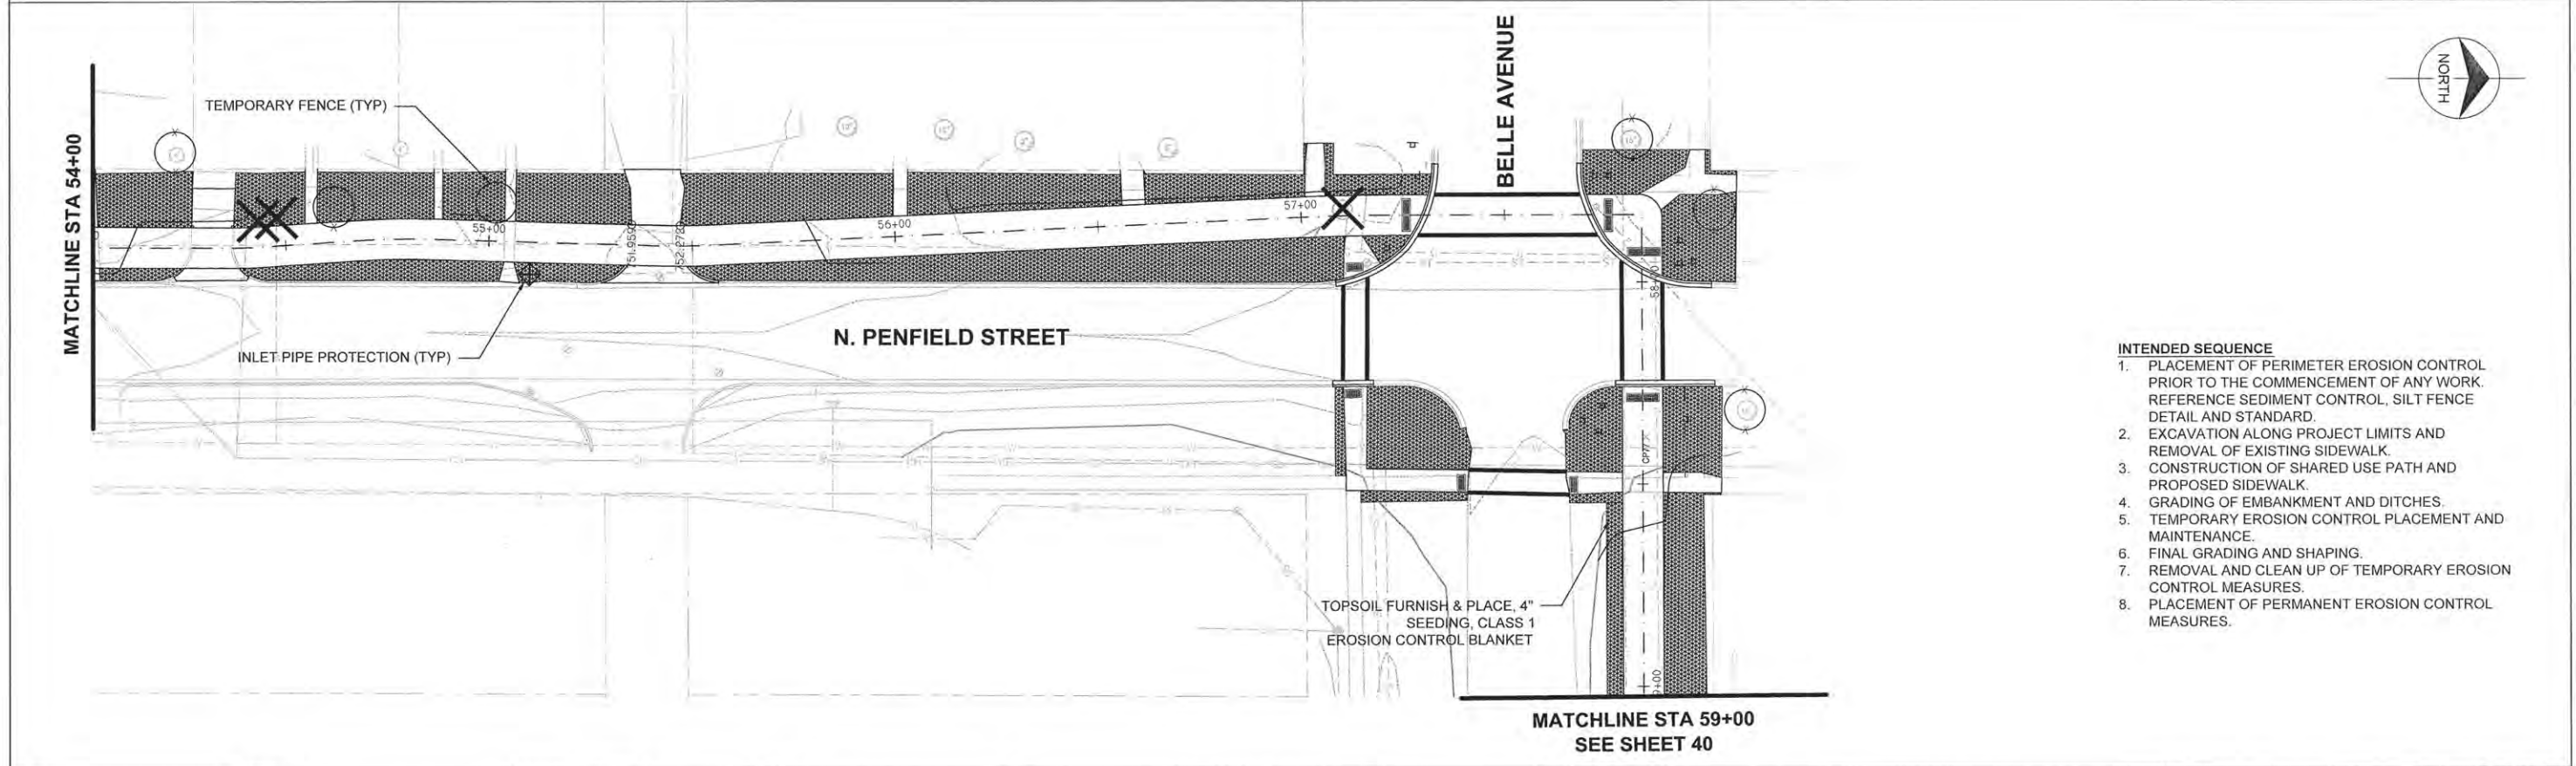 BELLE AVENUE
NORTH
TEMPORARY FENCE (TYP)
MATCHLINE STA 54+00
55+00
56+00
57+00
N. PENFIELD STREET
INLET PIPE PROTECTION (TYP)
INTENDED SEQUENCE
1. PLACEMENT OF PERIMETER EROSION CONTROL
PRIOR TO THE COMMENCEMENT OF ANY WORK.
REFERENCE SEDIMENT CONTROL, SILT FENCE
DETAIL AND STANDARD.
2. EXCAVATION ALONG PROJECT LIMITS AND
REMOVAL OF EXISTING SIDEWALK.
3. CONSTRUCTION OF SHARED USE PATH AND
PROPOSED SIDEWALK.
4. GRADING OF EMBANKMENT AND DITCHES.
5. TEMPORARY EROSION CONTROL PLACEMENT AND
MAINTENANCE.
6. FINAL GRADING AND SHAPING.
7. REMOVAL AND CLEAN UP OF TEMPORARY EROSION
CONTROL MEASURES.
8. PLACEMENT OF PERMANENT EROSION CONTROL
MEASURES.
TOPSOIL FURNISH & PLACE, 4"
SEEDING, CLASS 1
EROSION CONTROL BLANKET
MATCHLINE STA 59+00
SEE SHEET 40